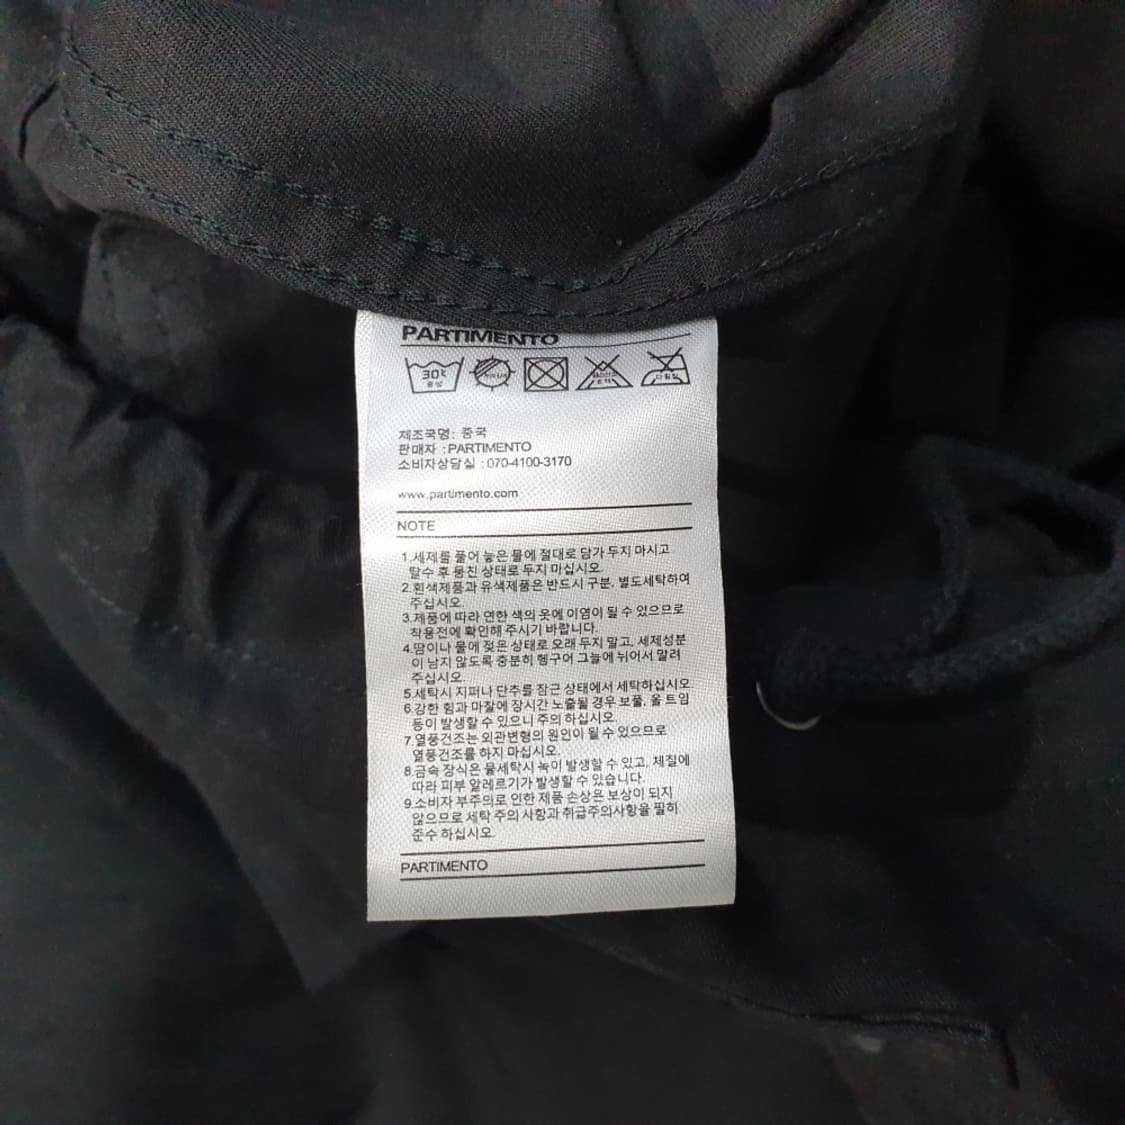 PARTIMENTO
30℃
중성
다림질
제조국명: 중국
판매자 :PARTIMENTO
소비자상담실 :070-4100-3170
www.partimento.com
NOTE
1.세제를 풀어 놓은 물에 절대로 담가 두지 마시고
탈수 후 뭉친 상태로 두지 마십시오.
2.흰색제품과 유색제품은 반드시 구분, 별도세탁하여
주십시오.
3.제품에 따라 연한 색의 옷에 이염이 될 수 있으므로
착용전에 확인해 주시기 바랍니다.
4.땀이나 물에 젖은 상태로 오래 두지 말고, 세제성분
이 남지 않도록 충분히 헹구어 그늘에 뉘어서 말려
주십시오.
5.세탁시 지퍼나 단추를 잠근 상태에서 세탁하십시오
6.강한 힘과 마찰에 장시간 노출될 경우 보풀, 올 트임
등이 발생할 수 있으니 주의 하십시오.
7.열풍건조는 외관변형의 원인이 될 수 있으므로
열풍건조를 하지 마십시오.
8.금속 장식은 물세탁시 녹이 발생할 수 있고, 체질에
따라 피부 알레르기가 발생할 수 있습니다.
9.소비자 부주의로 인한 제품 손상은 보상이 되지
않으므로 세탁 주의 사항과 취급주의사항을 필히
준수 하십시오.
PARTIMENTO